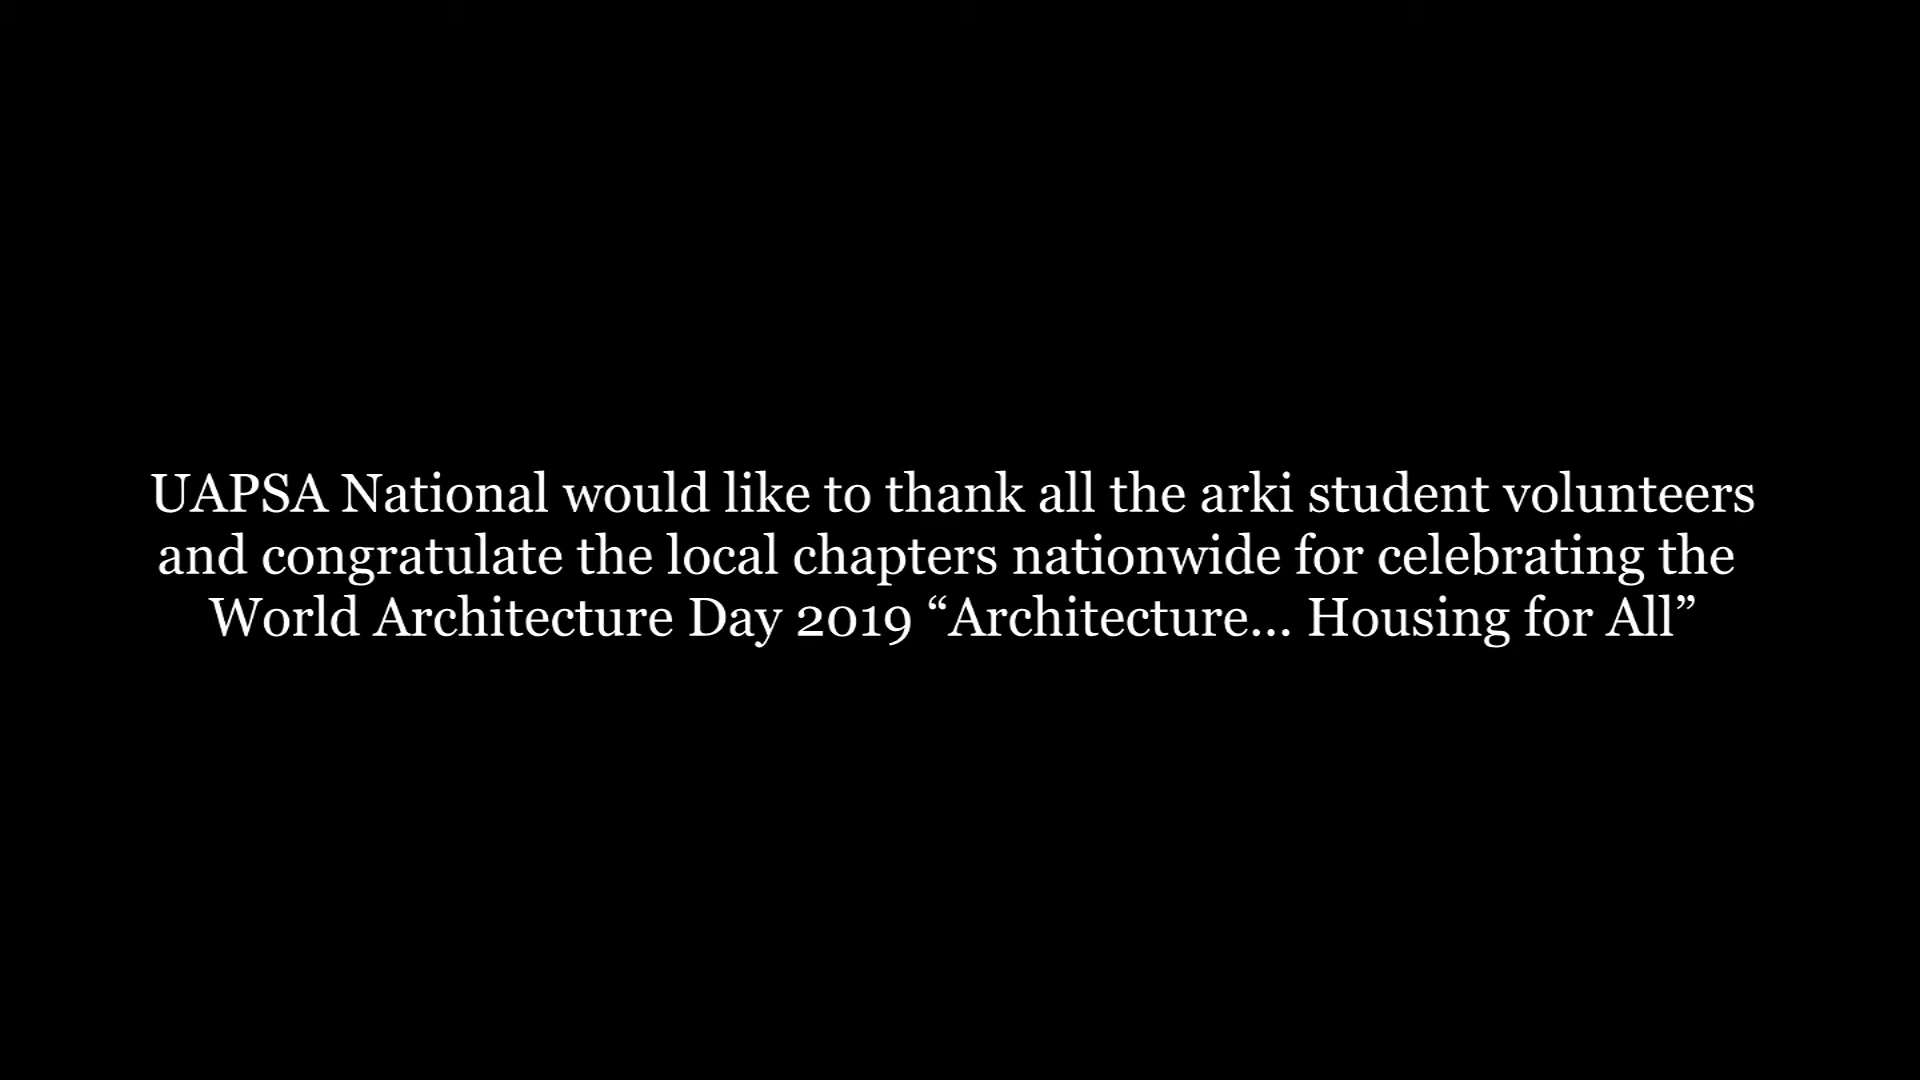 UAPSA National would like to thank all the arki student volunteers
and congratulate the local chapters nationwide for celebrating the
World Architecture Day 2019 “Architecture... Housing for All”